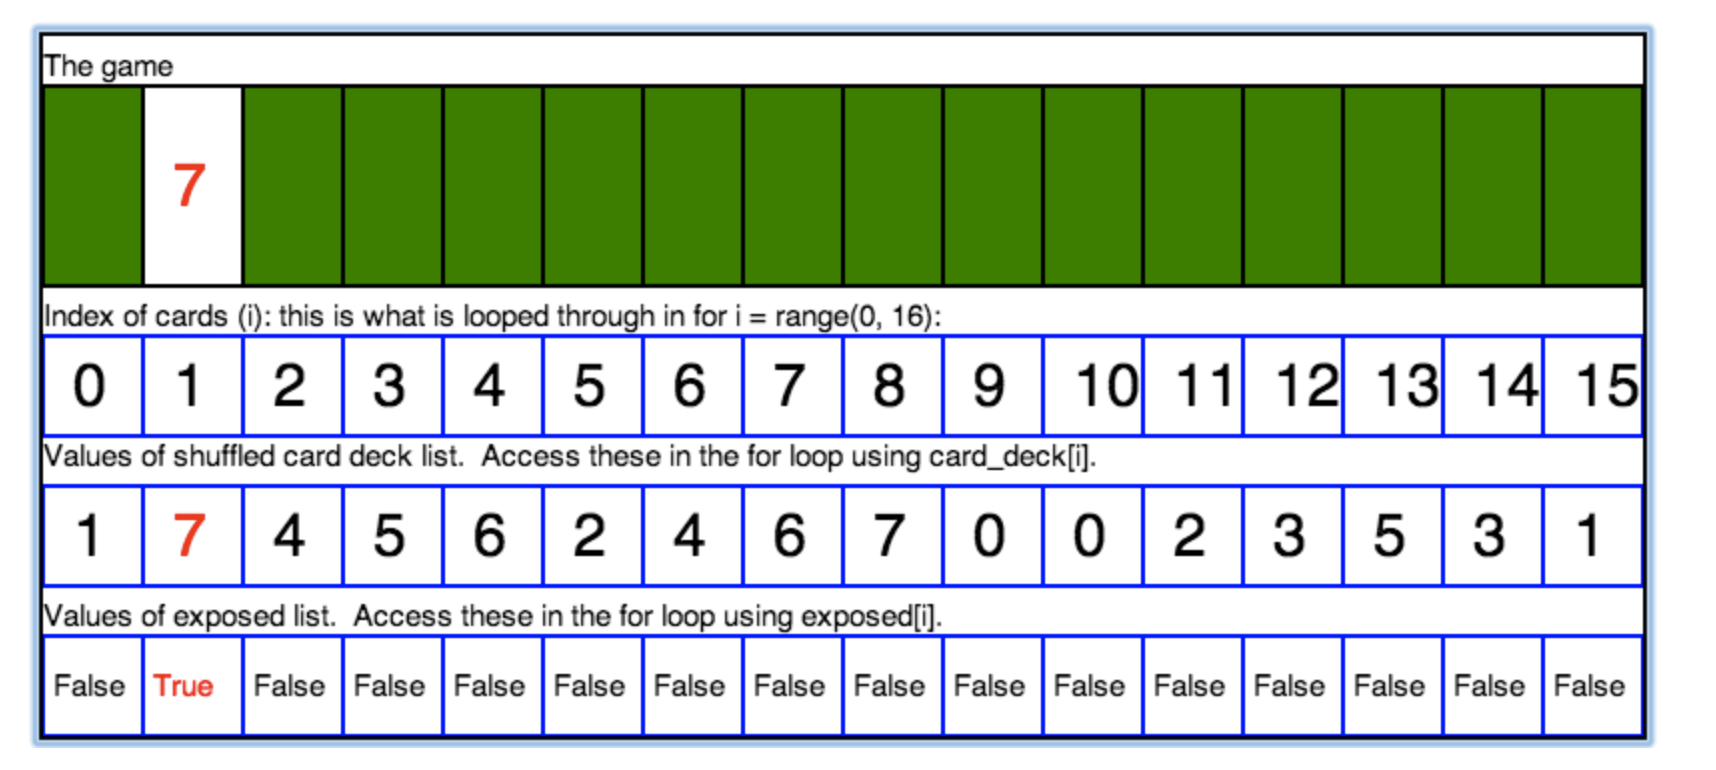 The game
7
Index of cards (i): this is what is looped through in for i = range(0, 16):
0 1 2 3 4 5 6 7 8 9 10 11 12 13 14 15
Values of shuffled card deck list.  Access these in the for loop using card_deck[i].
1 7 4 5 6 2 4 6 7 0 0 2 3 5 3 1
Values of exposed list.  Access these in the for loop using exposed[i].
False True False False False False False False False False False False False False False False